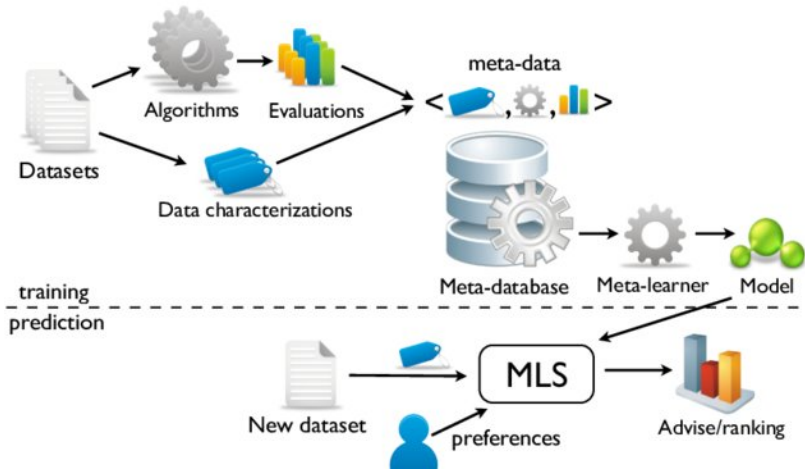 meta-data
< , , >
Algorithms
Evaluations
Datasets
Data characterizations
Meta-database
Meta-learner
Model
training
prediction
MLS
New dataset
preferences
Advise/ranking